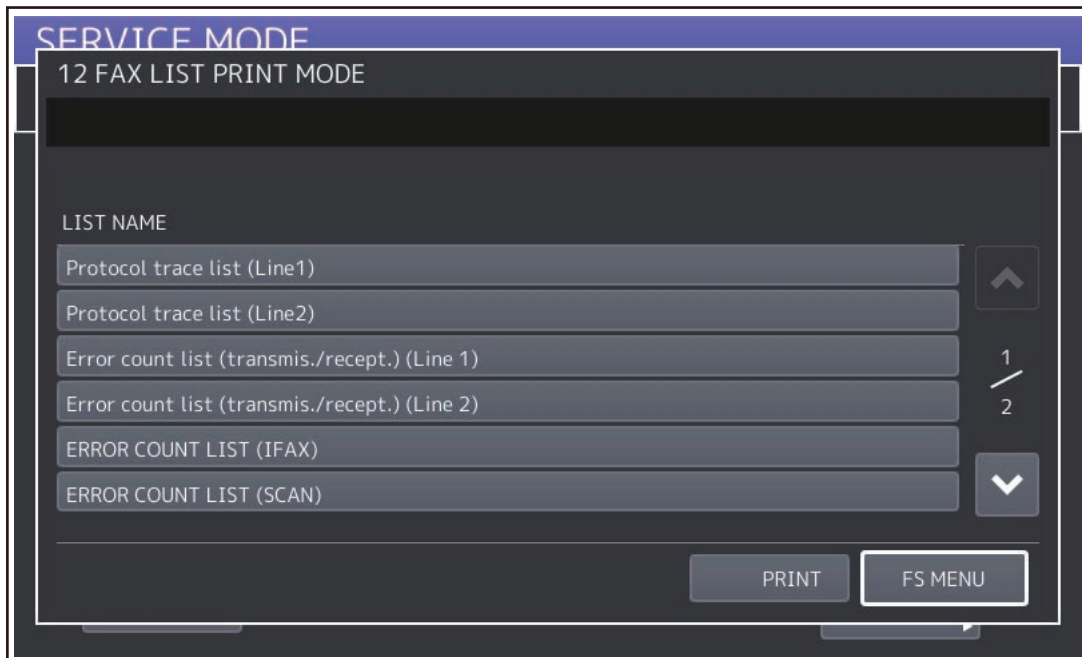 SERVICE MODE
12 FAX LIST PRINT MODE
LIST NAME
Protocol trace list (Line1)
Protocol trace list (Line2)
Error count list (transmis./recept.) (Line 1)
Error count list (transmis./recept.) (Line 2)
ERROR COUNT LIST (IFAX)
ERROR COUNT LIST (SCAN)
1
2
PRINT
FS MENU